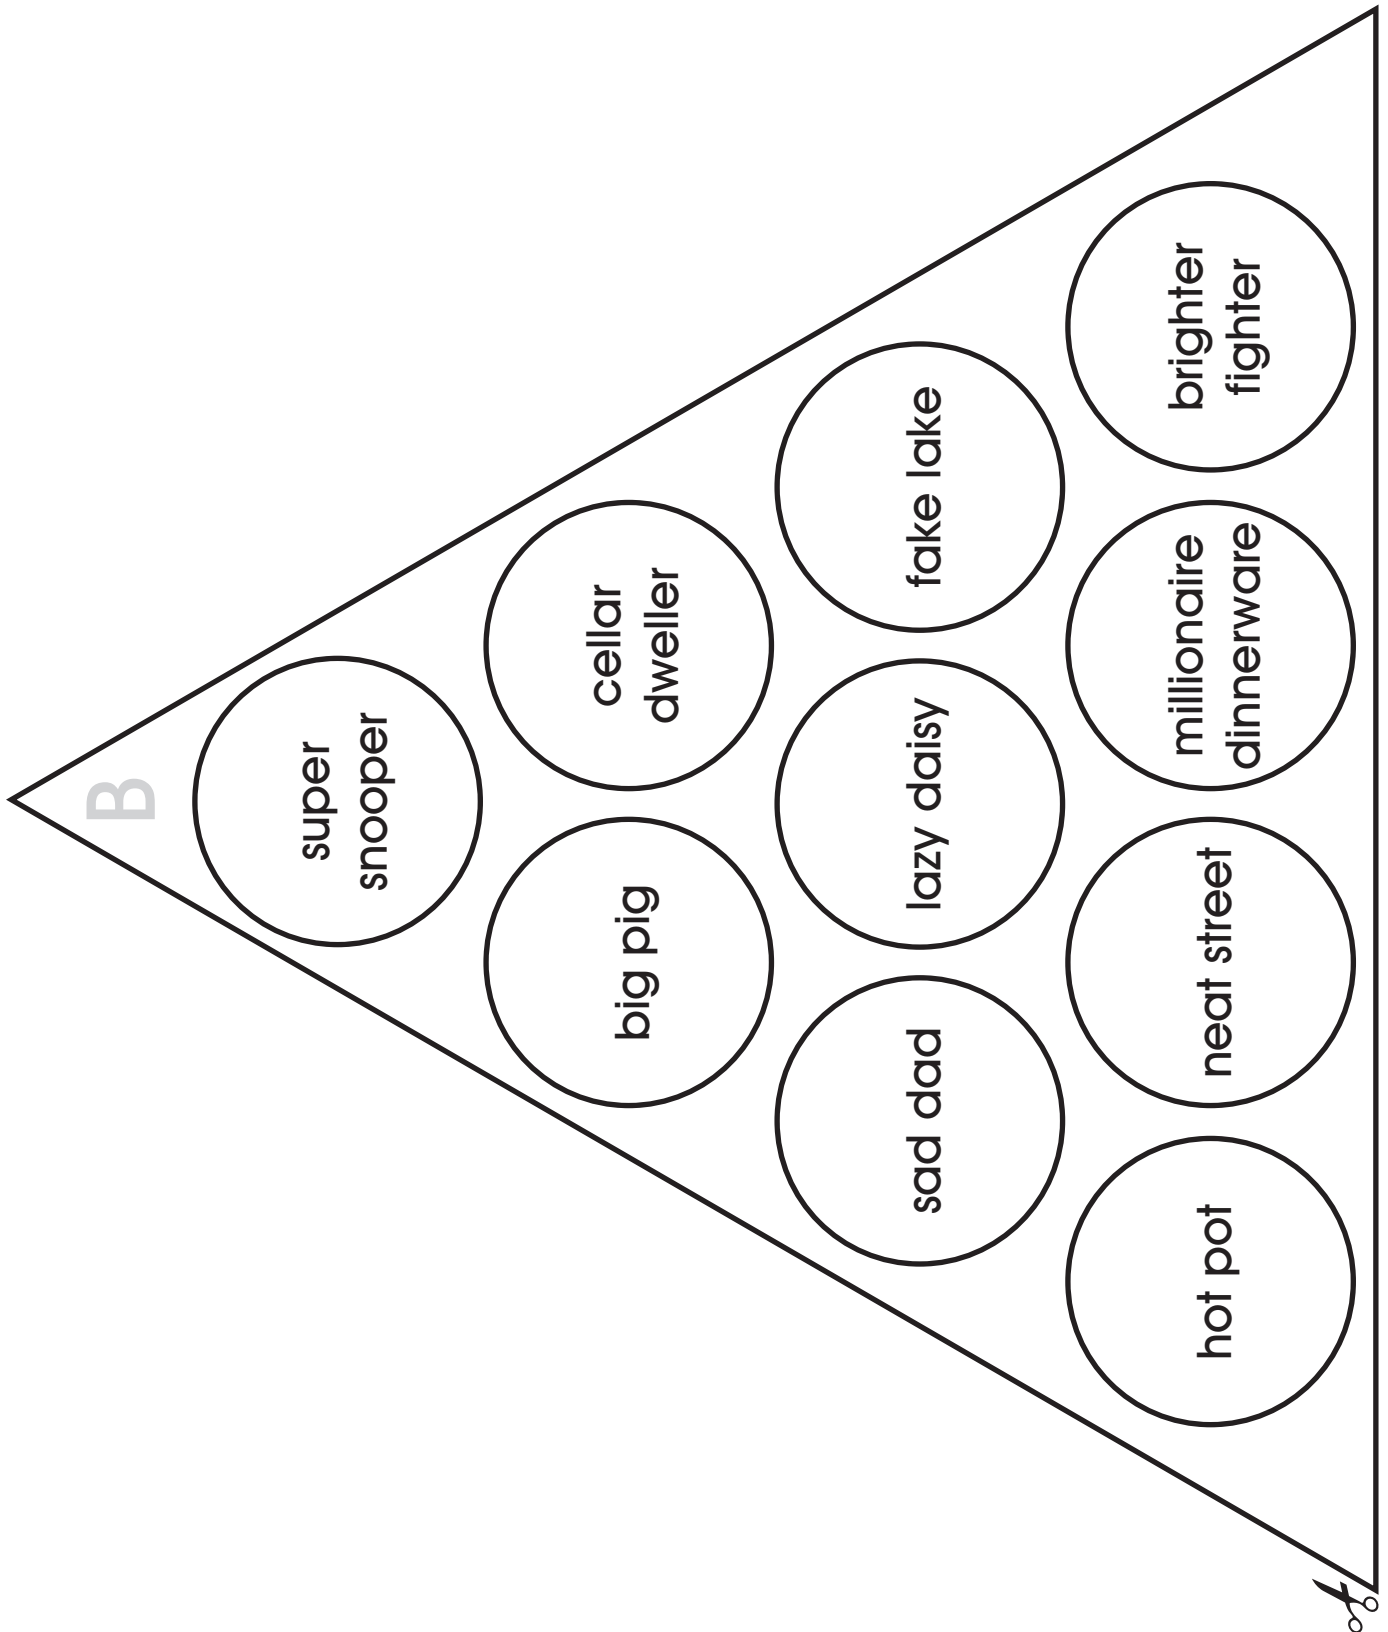 B
super
snooper
big pig
cellar
dweller
sad dad
lazy daisy
fake lake
hot pot
neat street
millionaire
dinnerware
brighter
fighter